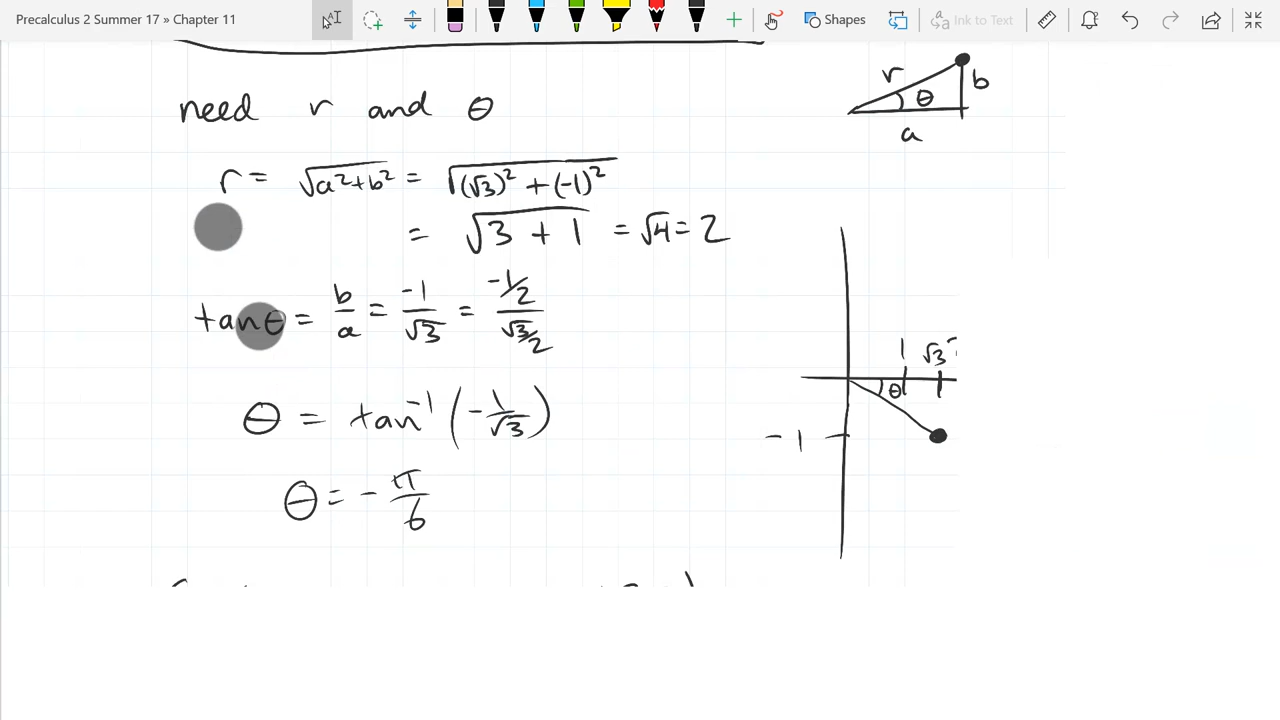 Precalculus 2 Summer 17 » Chapter 11
Shapes
Ink to Text
need r and θ
r
θ
b
a
r = √(a²+b²) = √((√3)² + (-1)²)
= √(3 + 1) = √4 = 2
tanθ = b/a = -1/√3 = (-1/2)/(√3/2)
θ = tan⁻¹(-1/√3)
θ = -π/6
1 √3
θ
-1